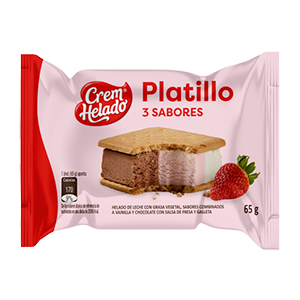 Crem
Helado
Platillo
3 SABORES
Calorías
170
65 g
HELADO DE LECHE CON GRASA VEGETAL, SABORES COMBINADOS
A VAINILLA Y CHOCOLATE CON SALSA DE FRESA Y GALLETA